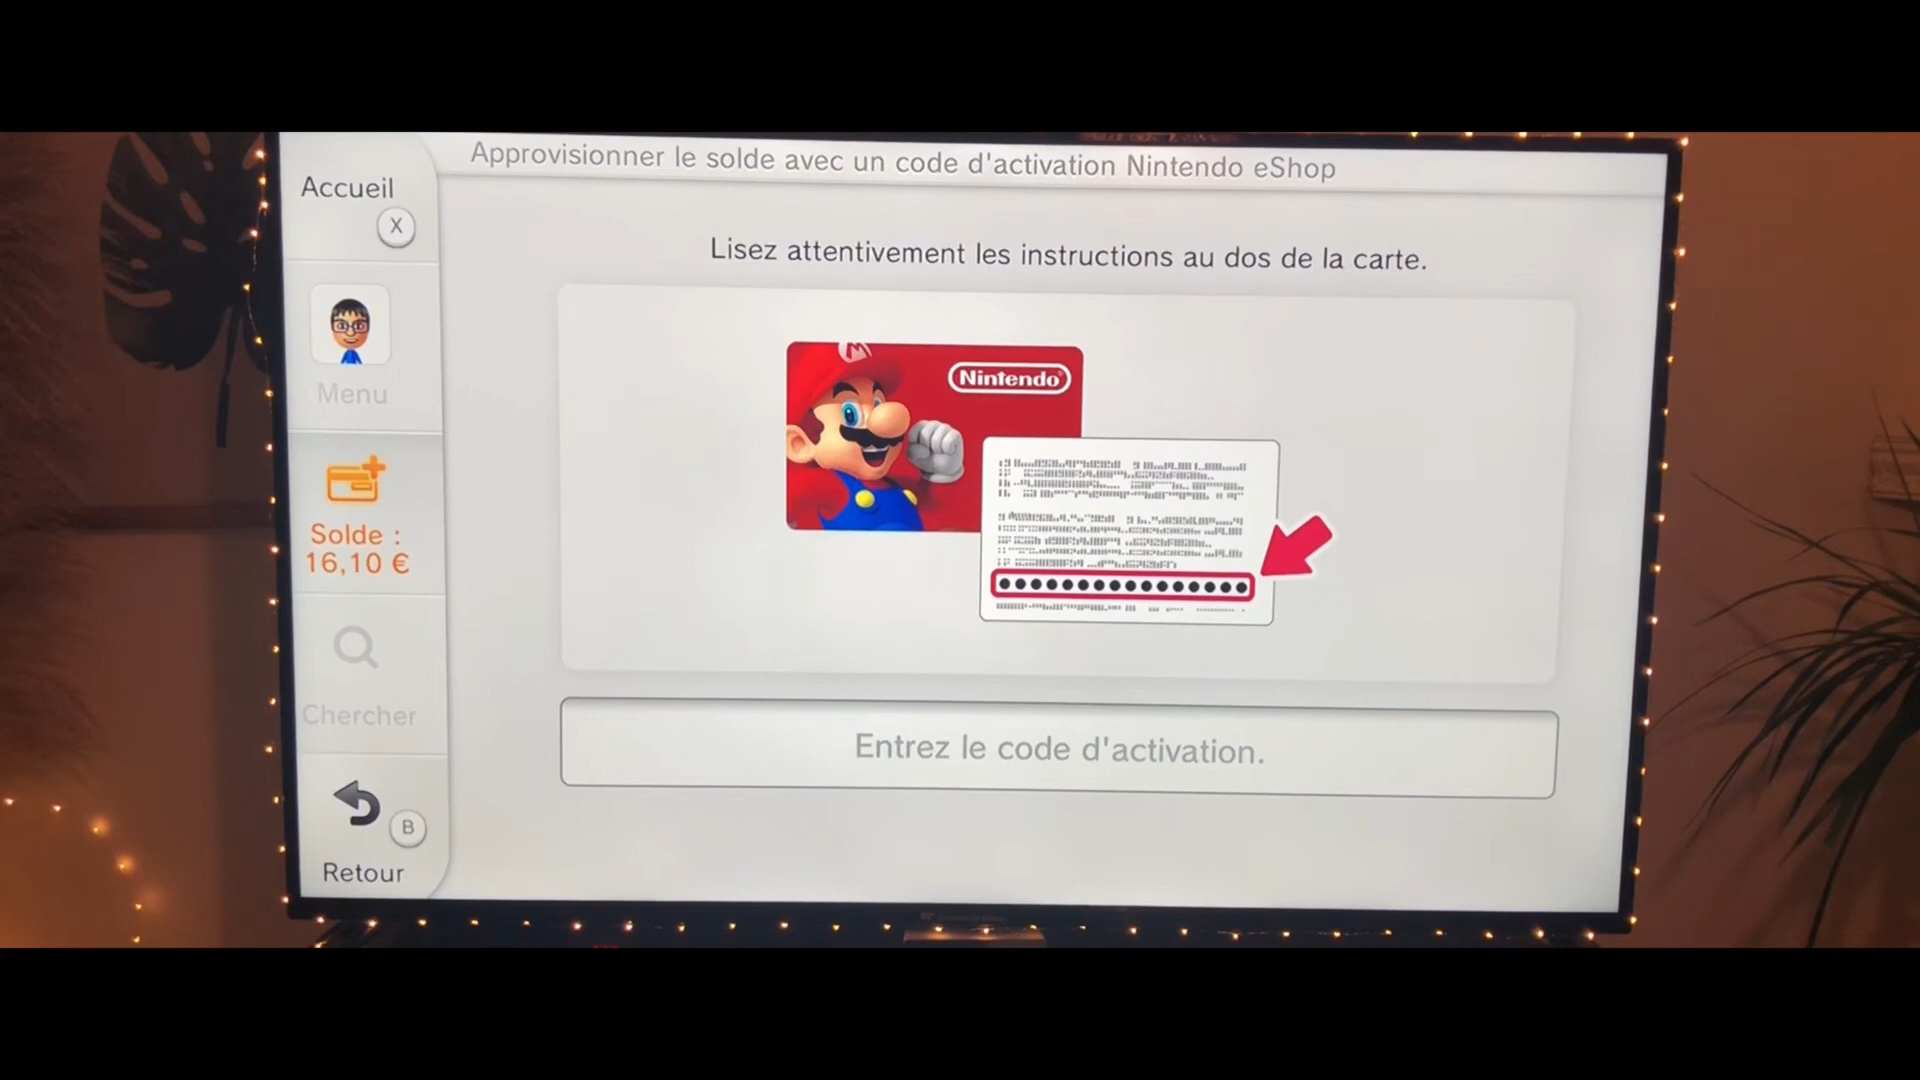 Approvisionner le solde avec un code d'activation Nintendo eShop
Accueil
X
Lisez attentivement les instructions au dos de la carte.
Menu
M
Nintendo
Solde :
16,10 €
Chercher
Entrez le code d'activation.
B
Retour